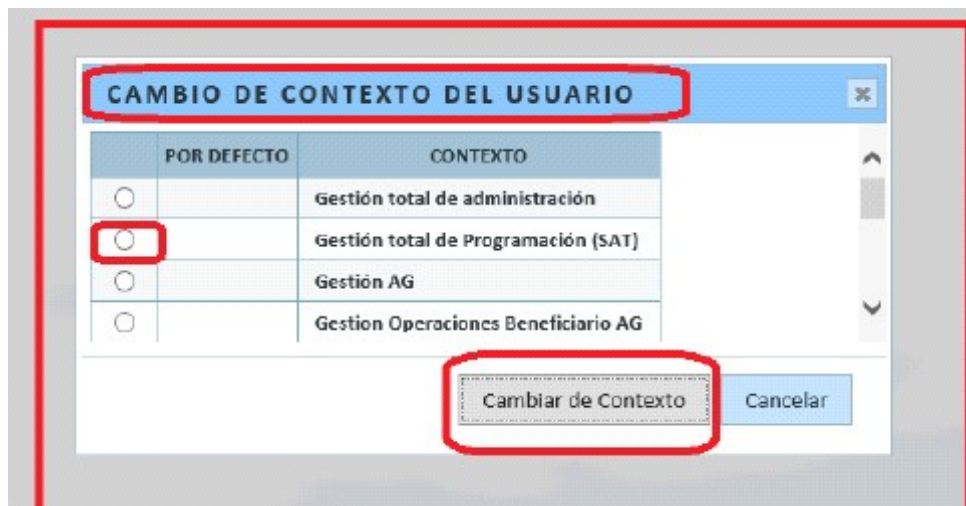 CAMBIO DE CONTEXTO DEL USUARIO
POR DEFECTO CONTEXTO
Gestión total de administración
Gestión total de Programación (SAT)
Gestión AG
Gestion Operaciones Beneficiario AG
Cambiar de Contexto Cancelar